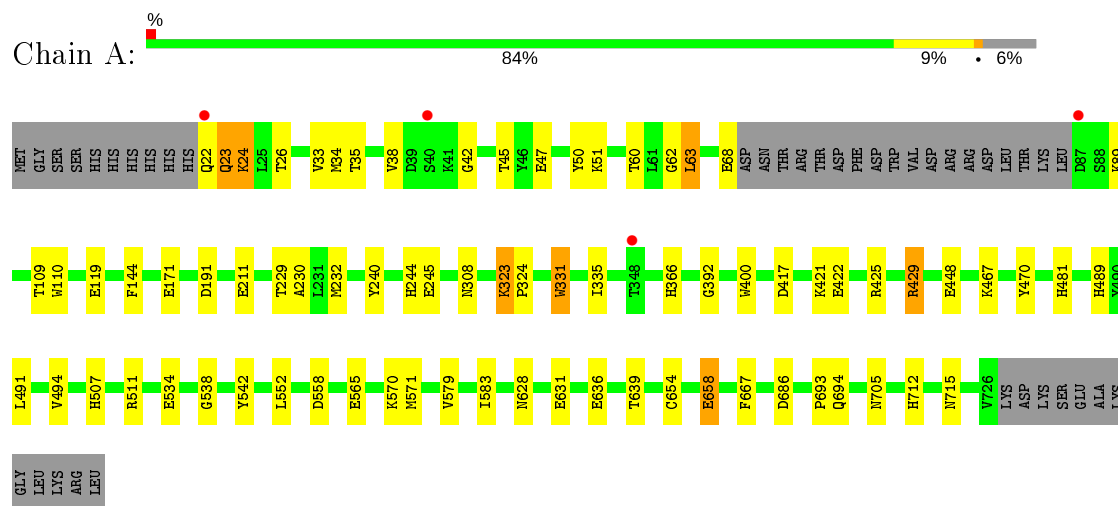 %
Chain A:
84% 9% • 6%
MET GLY SER SER HIS HIS HIS HIS HIS HIS Q22 Q23 K24 L25 T26 V33 M34 T35 V38 D39 S40 K41 G42 T45 Y46 E47 Y50 K51 T60 L61 G62 L63 E68 ASP ASN THR ARG THR ASP PHE ASP TRP VAL ASP ARG ARG ASP LEU THR LYS LEU D87 S88 K89
T109 W110 E119 F144 E171 D191 E211 T229 A230 L231 M232 Y240 H244 E245 N308 K323 P324 W331 I335 T348 H366 G392 W400 D417 K421 E422 R425 R429 E448 K467 Y470 H481 H489 Y490
L491 V494 H507 R511 E534 G538 Y542 L552 D558 E565 K570 M571 V579 I583 N628 E631 E636 T639 C654 E658 F667 D686 P693 Q694 N705 H712 N715 V726 LYS ASP LYS SER GLU ALA LYS
GLY LEU LYS ARG LEU